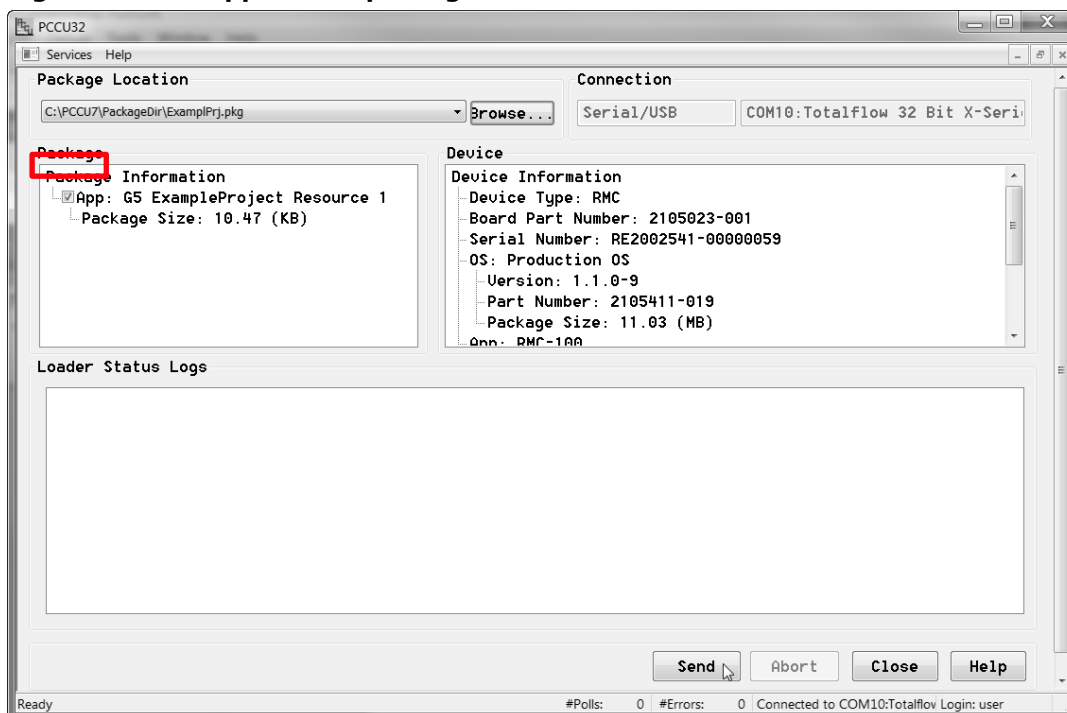 PCCU32
Services Help
Package Location
Connection
C:\PCCU7\PackageDir\ExamplPrj.pkg
Browse...
Serial/USB
COM10:Totalflow 32 Bit X-Seri
Package
Device
Package Information
App: G5 ExampleProject Resource 1
Package Size: 10.47 (KB)
Device Information
Device Type: RMC
Board Part Number: 2105023-001
Serial Number: RE2002541-00000059
OS: Production OS
Version: 1.1.0-9
Part Number: 2105411-019
Package Size: 11.03 (MB)
App: RMC-100
Loader Status Logs
Send
Abort
Close
Help
Ready
#Polls: 0
#Errors: 0
Connected to COM10:Totalflov
Login: user